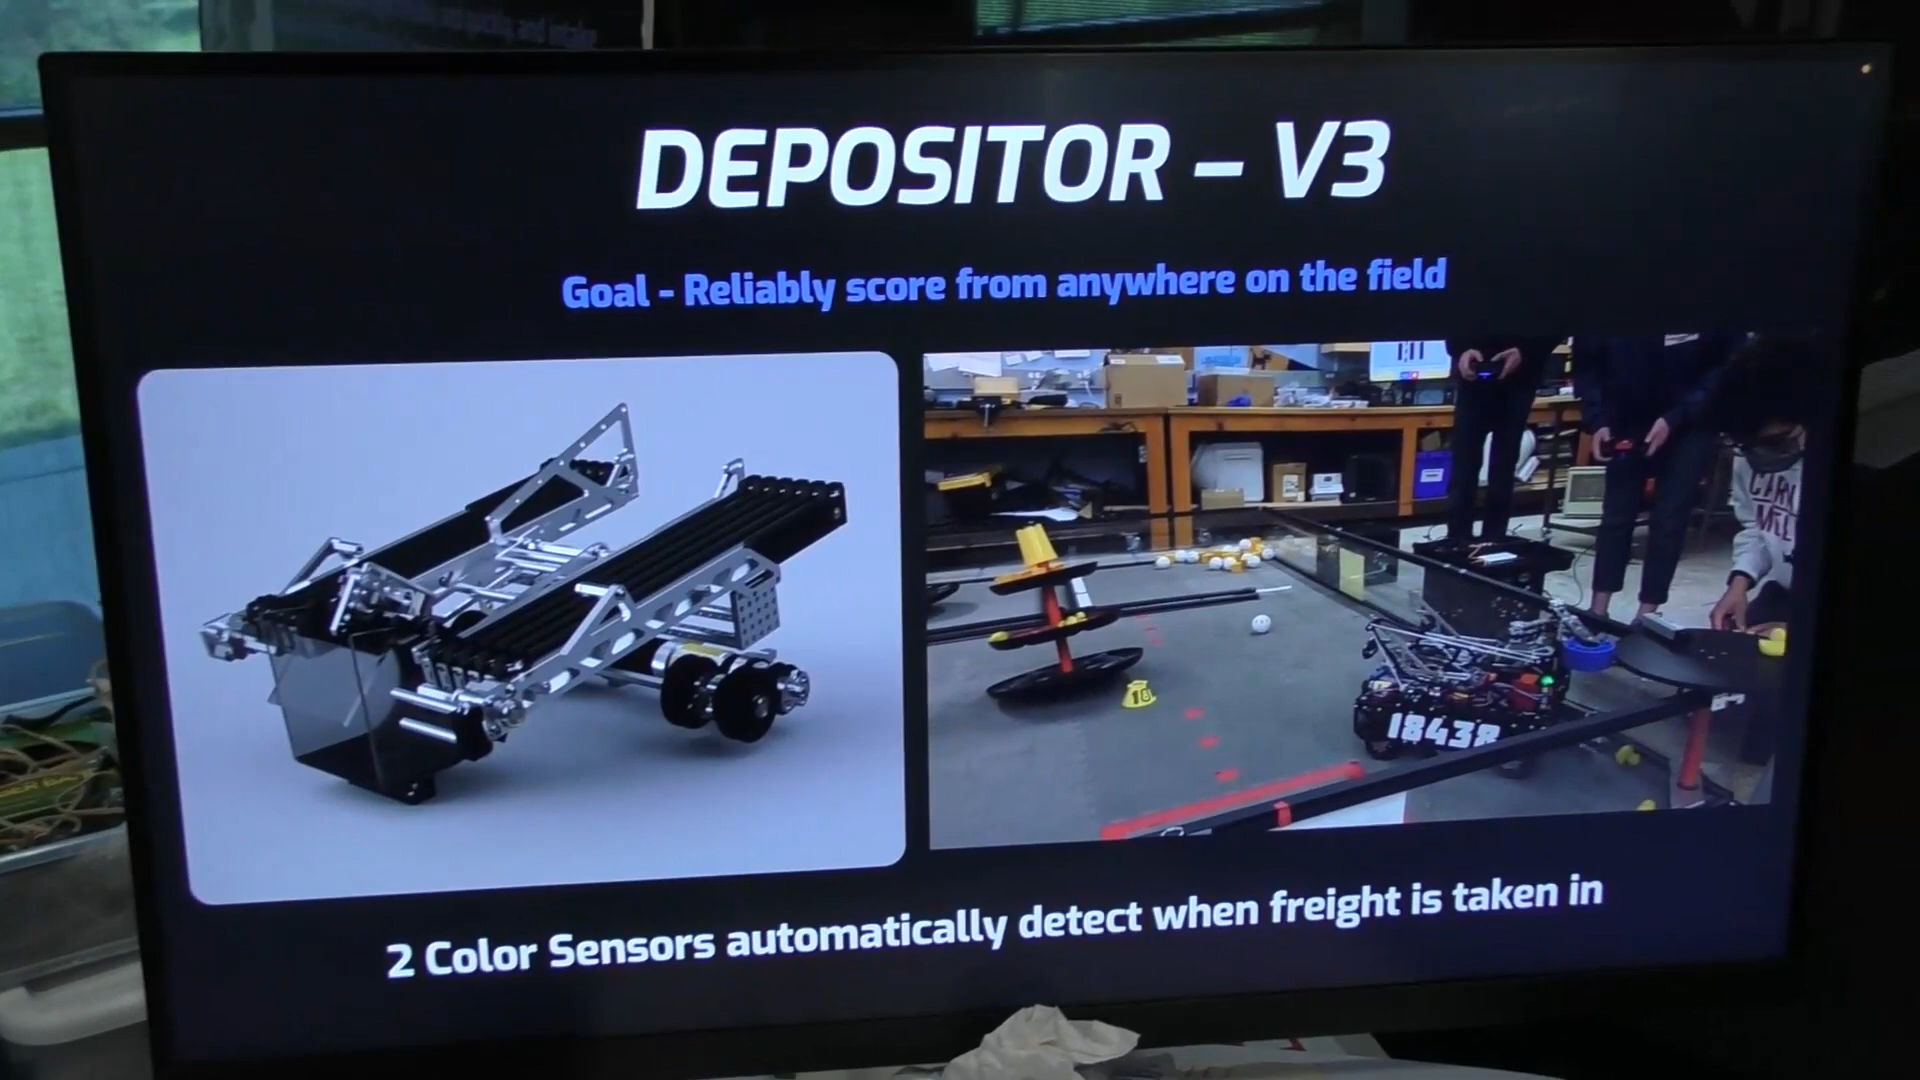 DEPOSITOR – V3
Goal - Reliably score from anywhere on the field
18
18438
2 Color Sensors automatically detect when freight is taken in